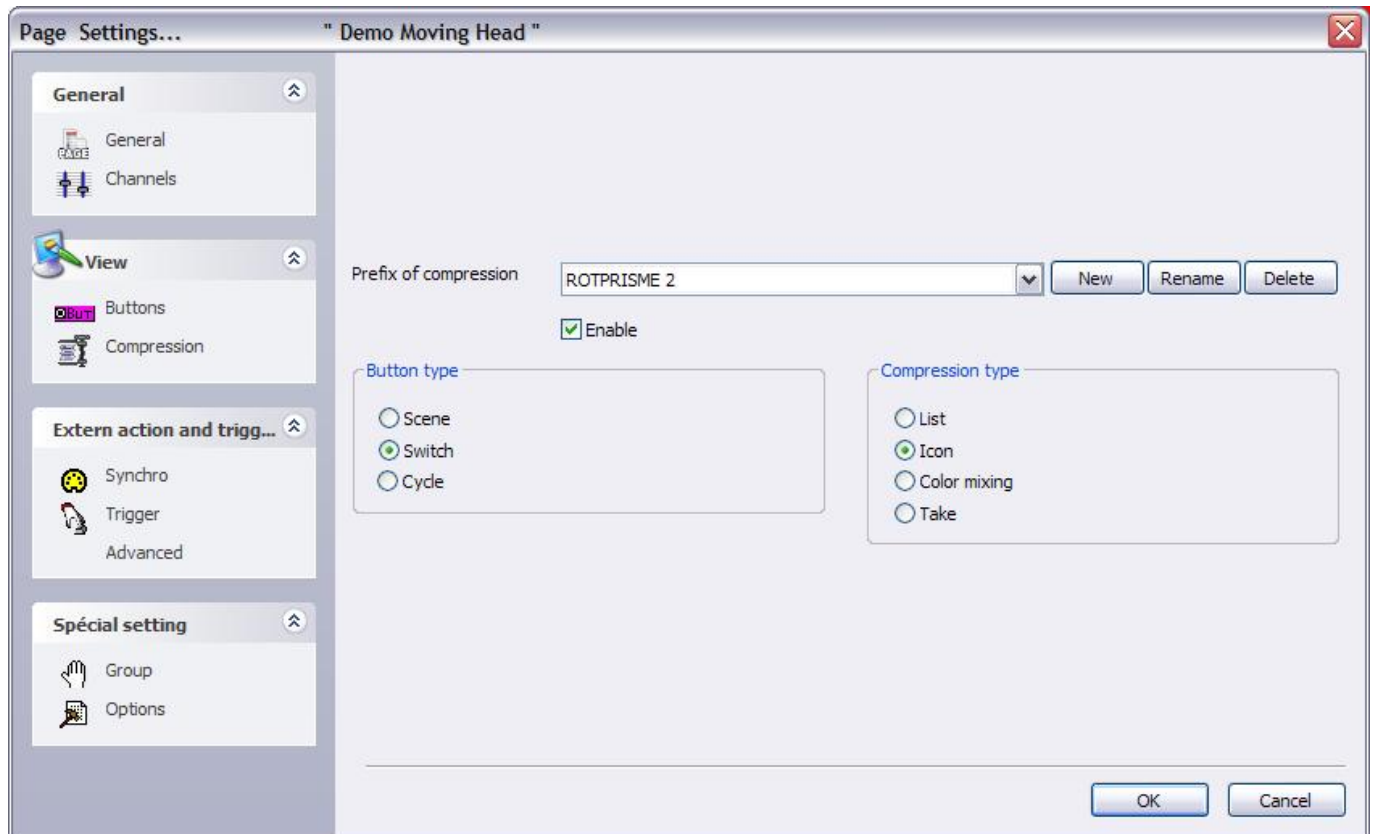 Page Settings... " Demo Moving Head "
General
General
PAGE
Channels
View
Buttons
BUT
Compression
Extern action and trigg...
Synchro
Trigger
Advanced
Spécial setting
Group
Options
Prefix of compression ROTPRISME 2 New Rename Delete
Enable
Button type
Scene
Switch
Cycle
Compression type
List
Icon
Color mixing
Take
OK Cancel